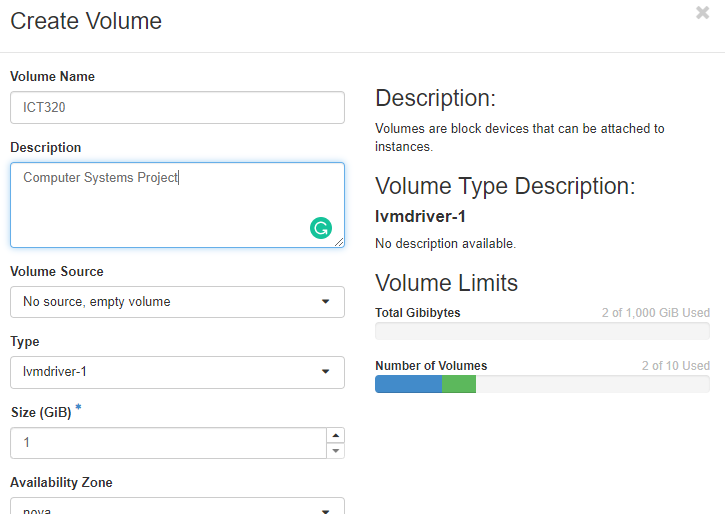 Create Volume
Volume Name
ICT320
Description
Computer Systems Project
Volume Source
No source, empty volume
Type
lvmdriver-1
Size (GiB) *
1
Availability Zone
nova
Description:
Volumes are block devices that can be attached to
instances.
Volume Type Description:
lvmdriver-1
No description available.
Volume Limits
Total Gibibytes 2 of 1,000 GiB Used
Number of Volumes 2 of 10 Used